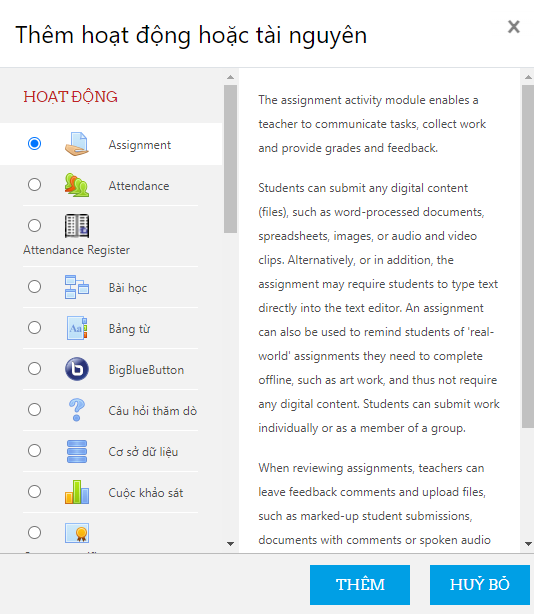 Thêm hoạt động hoặc tài nguyên
×
HOẠT ĐỘNG
Assignment
Attendance
Attendance Register
Bài học
Bảng từ
Aa
BigBlueButton
b
Câu hỏi thăm dò
Cơ sở dữ liệu
Cuộc khảo sát
The assignment activity module enables a
teacher to communicate tasks, collect work
and provide grades and feedback.
Students can submit any digital content
(files), such as word-processed documents,
spreadsheets, images, or audio and video
clips. Alternatively, or in addition, the
assignment may require students to type text
directly into the text editor. An assignment
can also be used to remind students of 'real-
world' assignments they need to complete
offline, such as art work, and thus not require
any digital content. Students can submit work
individually or as a member of a group.
When reviewing assignments, teachers can
leave feedback comments and upload files,
such as marked-up student submissions,
documents with comments or spoken audio
THÊM
HUỶ BỎ